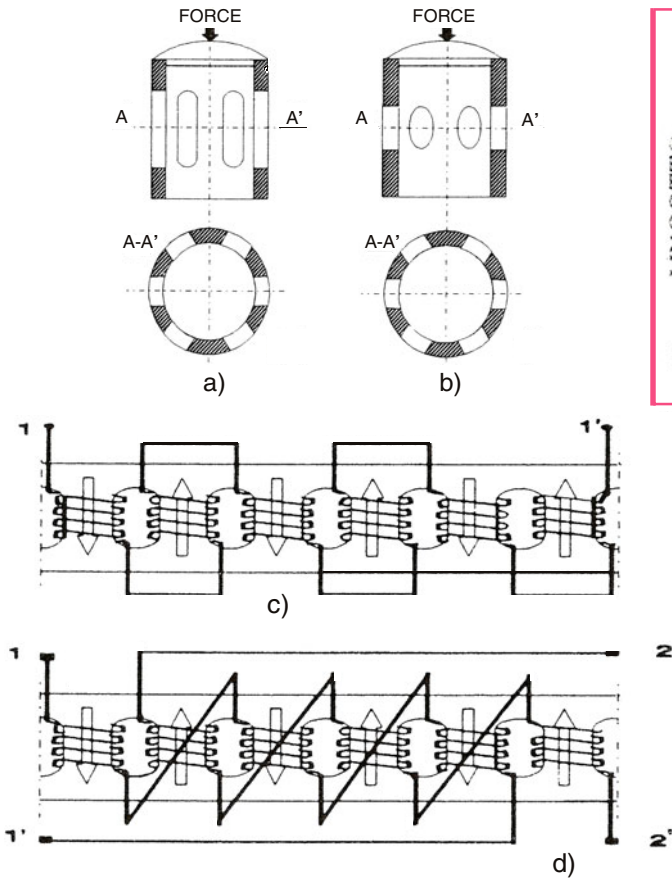 FORCE FORCE
A A' A A'
A-A' A-A'
a) b)
1 1'
c)
1 2
1' 2'
d)